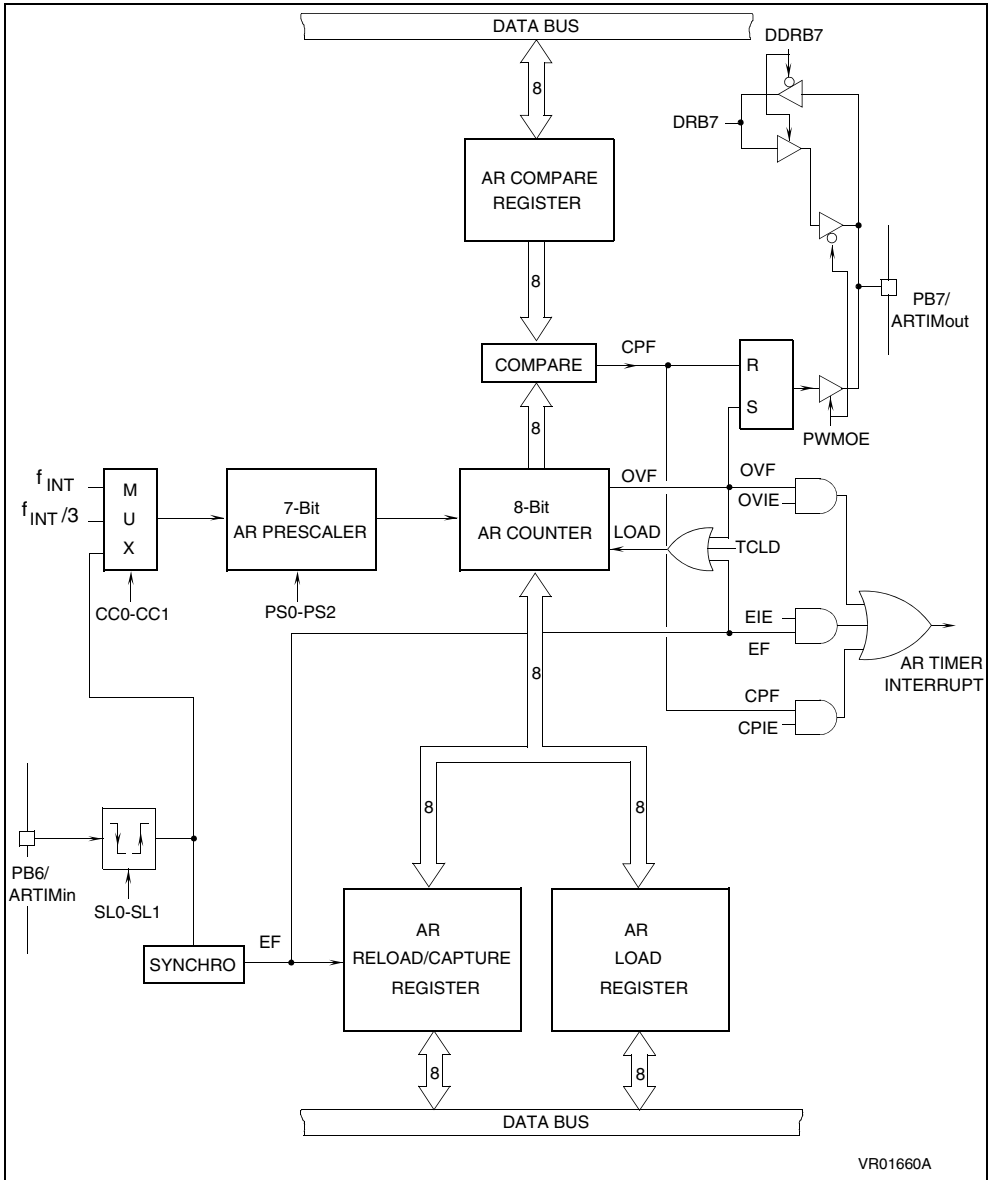 DATA BUS
DDRB7
8
DRB7
AR COMPARE
REGISTER
8
PB7/
ARTIMout
COMPARE
CPF
R
S
PWMOE
8
f INT
f INT /3
M
U
X
7-Bit
AR PRESCALER
8-Bit
AR COUNTER
OVF
OVF
OVIE
LOAD
TCLD
CC0-CC1
PS0-PS2
EIE
EF
AR TIMER
INTERRUPT
8
CPF
CPIE
8
8
PB6/
ARTIMin
SL0-SL1
SYNCHRO
EF
AR
RELOAD/CAPTURE
REGISTER
AR
LOAD
REGISTER
8
8
DATA BUS
VR01660A